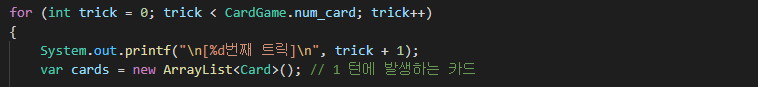 for (int trick = 0; trick < CardGame.num_card; trick++)
{
    System.out.printf("\n[%d번째 트릭]\n", trick + 1);
    var cards = new ArrayList<Card>(); // 1 턴에 발생하는 카드